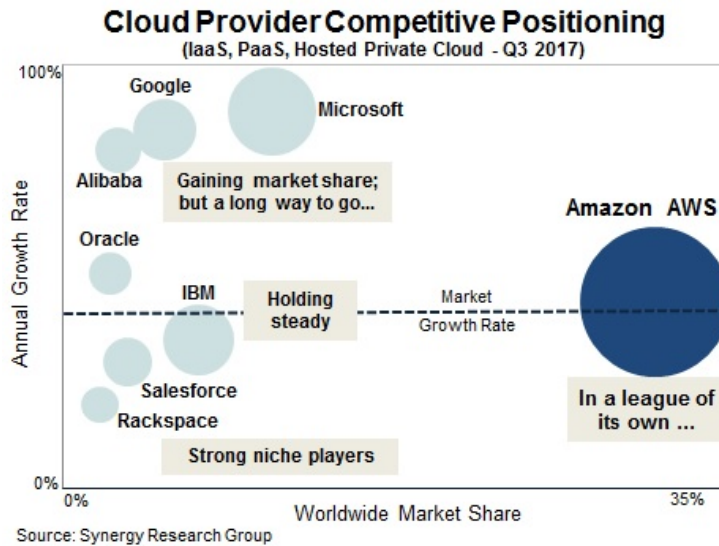 Cloud Provider Competitive Positioning
(IaaS, PaaS, Hosted Private Cloud - Q3 2017)
100%
Google
Microsoft
Alibaba
Gaining market share;
but a long way to go...
Amazon AWS
Annual Growth Rate
Oracle
IBM
Holding
steady
Market
Growth Rate
Salesforce
Rackspace
In a league of
its own ...
Strong niche players
0%
0%
35%
Worldwide Market Share
Source: Synergy Research Group